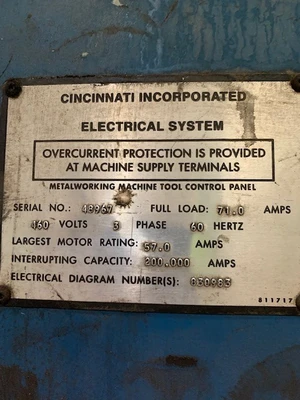 CINCINNATI INCORPORATED
ELECTRICAL SYSTEM
OVERCURRENT PROTECTION IS PROVIDED
AT MACHINE SUPPLY TERMINALS
METALWORKING MACHINE TOOL CONTROL PANEL
SERIAL NO.: 48967 FULL LOAD: 71.0 AMPS
460 VOLTS 3 PHASE 60 HERTZ
LARGEST MOTOR RATING: 57.0 AMPS
INTERRUPTING CAPACITY: 200.000 AMPS
ELECTRICAL DIAGRAM NUMBER(S): 830983
811717